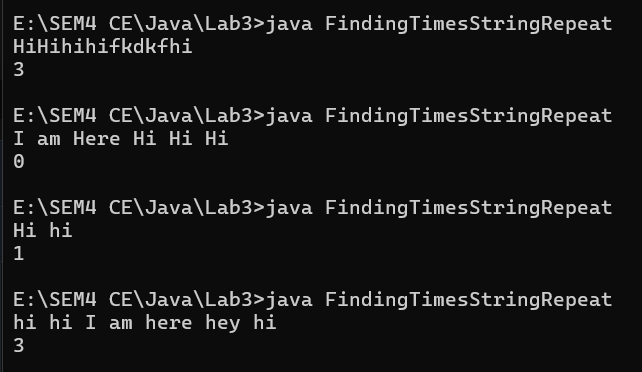 E:\SEM4 CE\Java\Lab3>java FindingTimesStringRepeat
HiHihihifkdkfhi
3
E:\SEM4 CE\Java\Lab3>java FindingTimesStringRepeat
I am Here Hi Hi Hi
0
E:\SEM4 CE\Java\Lab3>java FindingTimesStringRepeat
Hi hi
1
E:\SEM4 CE\Java\Lab3>java FindingTimesStringRepeat
hi hi I am here hey hi
3